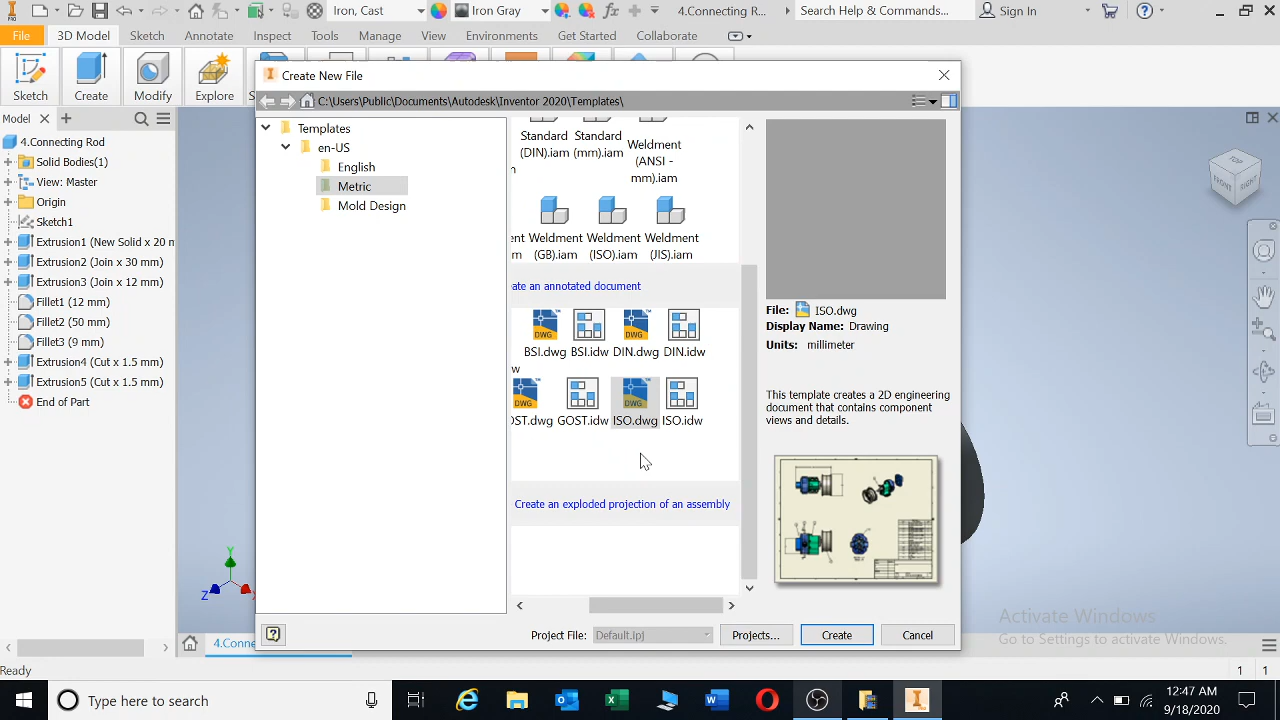 PRO
Iron, Cast
Iron Gray
4.Connecting R...
Search Help & Commands...
Sign In
File
3D Model
Sketch
Annotate
Inspect
Tools
Manage
View
Environments
Get Started
Collaborate
Sketch
Create
Modify
Explore
Create New File
C:\Users\Public\Documents\Autodesk\Inventor 2020\Templates\
Model
4.Connecting Rod
Solid Bodies(1)
View: Master
Origin
Sketch1
Extrusion1 (New Solid x 20 m
Extrusion2 (Join x 30 mm)
Extrusion3 (Join x 12 mm)
Fillet1 (12 mm)
Fillet2 (50 mm)
Fillet3 (9 mm)
Extrusion4 (Cut x 1.5 mm)
Extrusion5 (Cut x 1.5 mm)
End of Part
Templates
en-US
English
Metric
Mold Design
Standard
(DIN).iam
Standard
(mm).iam
Weldment
(ANSI -
mm).iam
Weldment
(GB).iam
Weldment
(ISO).iam
Weldment
(JIS).iam
ate an annotated document
BSI.dwg
BSI.idw
DIN.dwg
DIN.idw
OST.dwg
GOST.idw
ISO.dwg
ISO.idw
Create an exploded projection of an assembly
File: ISO.dwg
Display Name: Drawing
Units: millimeter
This template creates a 2D engineering
document that contains component
views and details.
Project File:
Default.ipj
Projects...
Create
Cancel
TOP
FRONT
RIGHT
Y
Z
X
4.Conne
Activate Windows
Go to Settings to activate Windows.
Ready
1
1
Type here to search
12:47 AM
9/18/2020